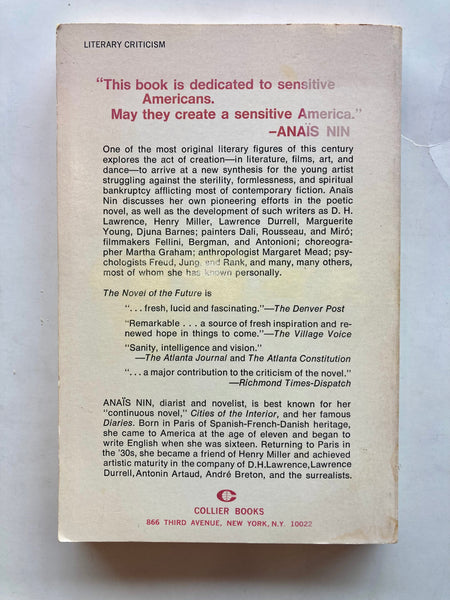 LITERARY CRITICISM
“This book is dedicated to sensitive
Americans.
May they create a sensitive America.”
–ANAÏS NIN
One of the most original literary figures of this century
explores the act of creation—in literature, films, art, and
dance—to arrive at a new synthesis for the young artist
struggling against the sterility, formlessness, and spiritual
bankruptcy afflicting most of contemporary fiction. Anaïs
Nin discusses her own pioneering efforts in the poetic
novel, as well as the development of such writers as D. H.
Lawrence, Henry Miller, Lawrence Durrell, Marguerite
Young, Djuna Barnes; painters Dali, Rousseau, and Miró;
filmmakers Fellini, Bergman, and Antonioni; choreogra-
pher Martha Graham; anthropologist Margaret Mead; psy-
chologists Freud, Jung, and Rank, and many, many others,
most of whom she has known personally.
The Novel of the Future is
“. . . fresh, lucid and fascinating.”—The Denver Post
“Remarkable . . . a source of fresh inspiration and re-
newed hope in things to come.”—The Village Voice
“Sanity, intelligence and vision.”
—The Atlanta Journal and The Atlanta Constitution
“. . . a major contribution to the criticism of the novel.”
—Richmond Times-Dispatch
ANAÏS NIN, diarist and novelist, is best known for her
“continuous novel,” Cities of the Interior, and her famous
Diaries. Born in Paris of Spanish-French-Danish heritage,
she came to America at the age of eleven and began to
write English when she was sixteen. Returning to Paris in
the ’30s, she became a friend of Henry Miller and achieved
artistic maturity in the company of D.H.Lawrence,Lawrence
Durrell,Antonin Artaud, André Breton, and the surrealists.
COLLIER BOOKS
866 THIRD AVENUE, NEW YORK, N.Y. 10022